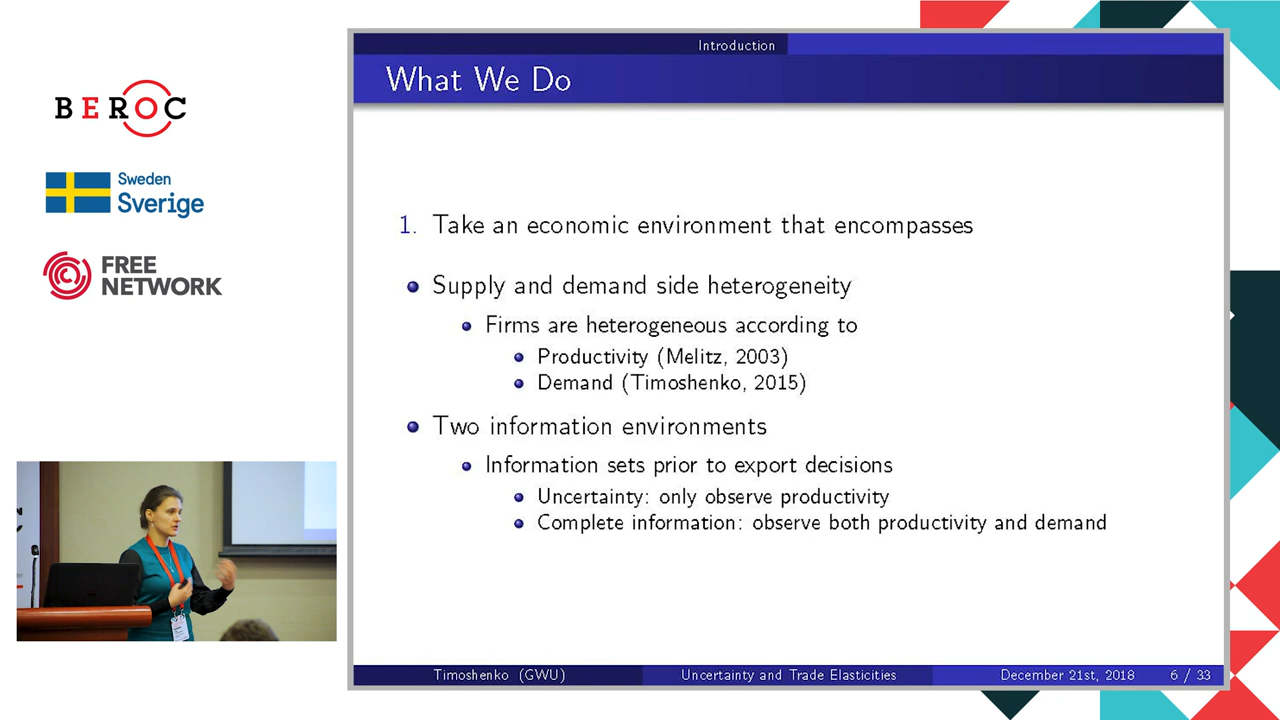 BEROC
Sweden
Sverige
FREE
NETWORK
Introduction
What We Do
1. Take an economic environment that encompasses
Supply and demand side heterogeneity
Firms are heterogeneous according to
Productivity (Melitz, 2003)
Demand (Timoshenko, 2015)
Two information environments
Information sets prior to export decisions
Uncertainty: only observe productivity
Complete information: observe both productivity and demand
Timoshenko (GWU)
Uncertainty and Trade Elasticities
December 21st, 2018
6 / 33